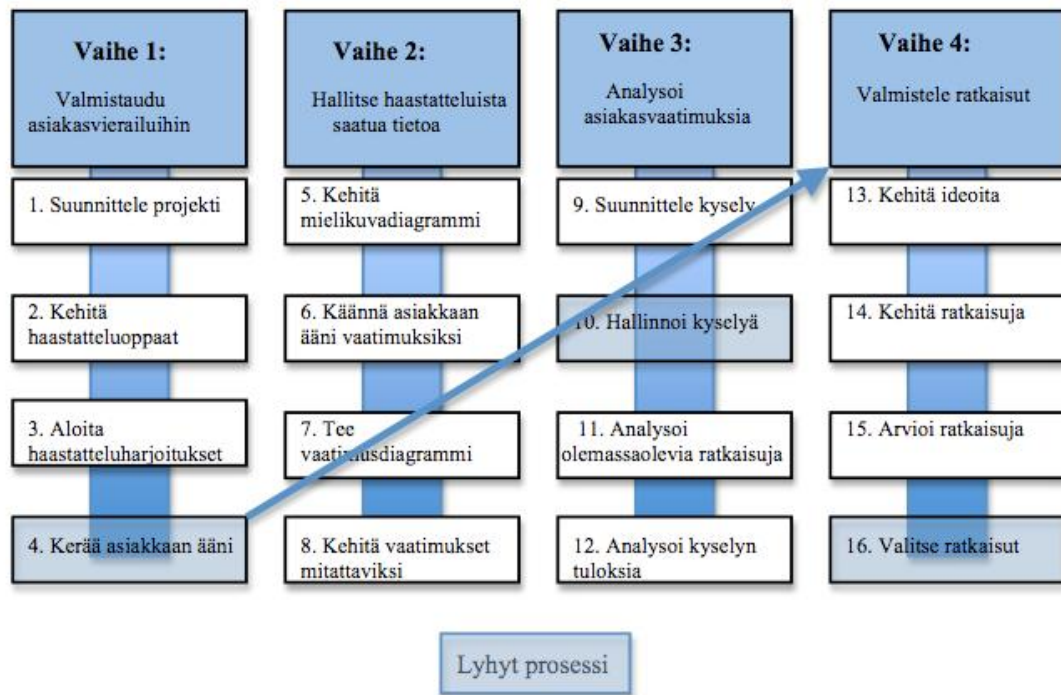 Vaihe 1:
Valmistaudu
asiakasvierailuihin
1. Suunnittele projekti
2. Kehitä
haastatteluoppaat
3. Aloita
haastatteluharjoitukset
4. Kerää asiakkaan ääni
Vaihe 2:
Hallitse haastatteluista
saatua tietoa
5. Kehitä
mielikuvadiagrammi
6. Käännä asiakkaan
ääni vaatimuksiksi
7. Tee
vaatimusdiagrammi
8. Kehitä vaatimukset
mitattaviksi
Vaihe 3:
Analysoi
asiakasvaatimuksia
9. Suunnittele kysely
10. Hallinnoi kyselyä
11. Analysoi
olemassaolevia ratkaisuja
12. Analysoi kyselyn
tuloksia
Vaihe 4:
Valmistele ratkaisut
13. Kehitä ideoita
14. Kehitä ratkaisuja
15. Arvioi ratkaisuja
16. Valitse ratkaisut
Lyhyt prosessi